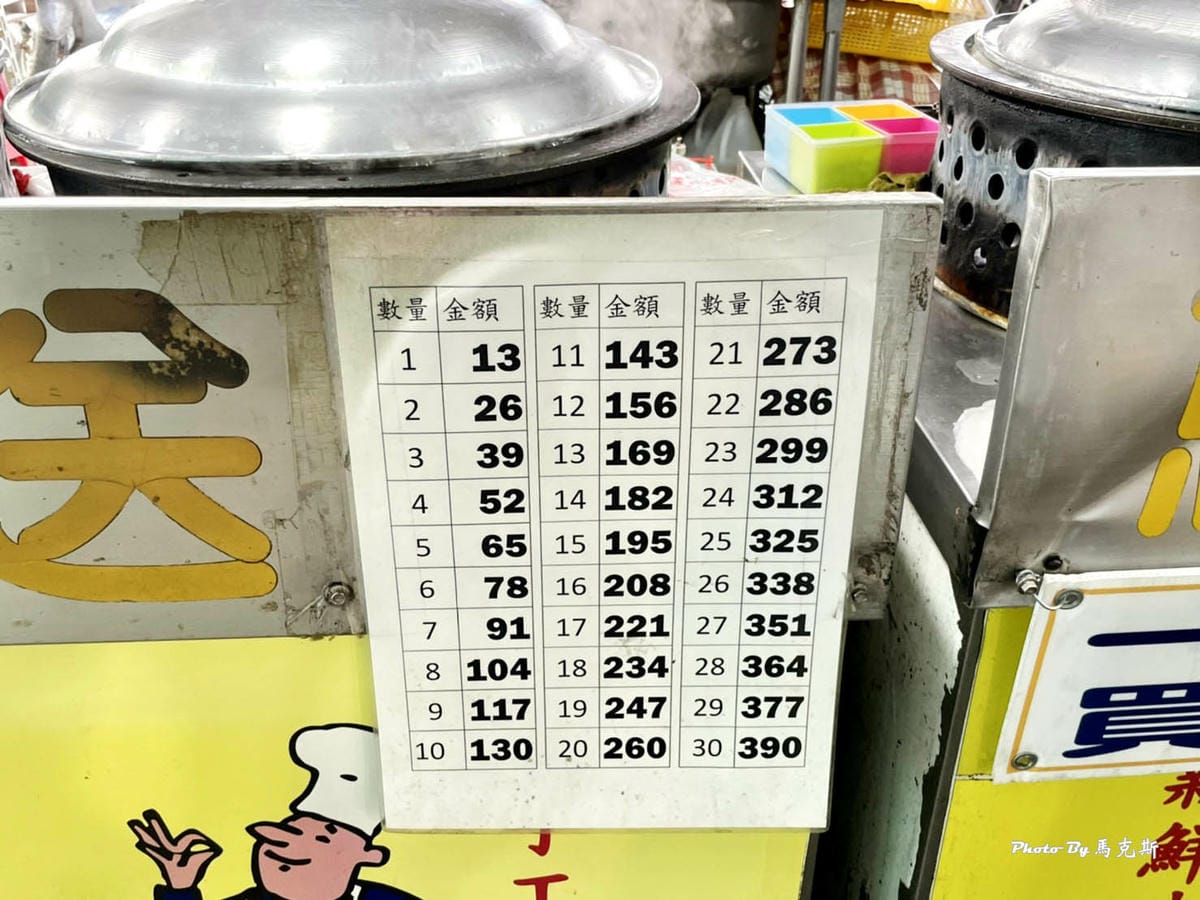 送
數量 金額 數量 金額 數量 金額
1 13 11 143 21 273
2 26 12 156 22 286
3 39 13 169 23 299
4 52 14 182 24 312
5 65 15 195 25 325
6 78 16 208 26 338
7 91 17 221 27 351
8 104 18 234 28 364
9 117 19 247 29 377
10 130 20 260 30 390
買
鮮
丁
Photo By 馬克斯